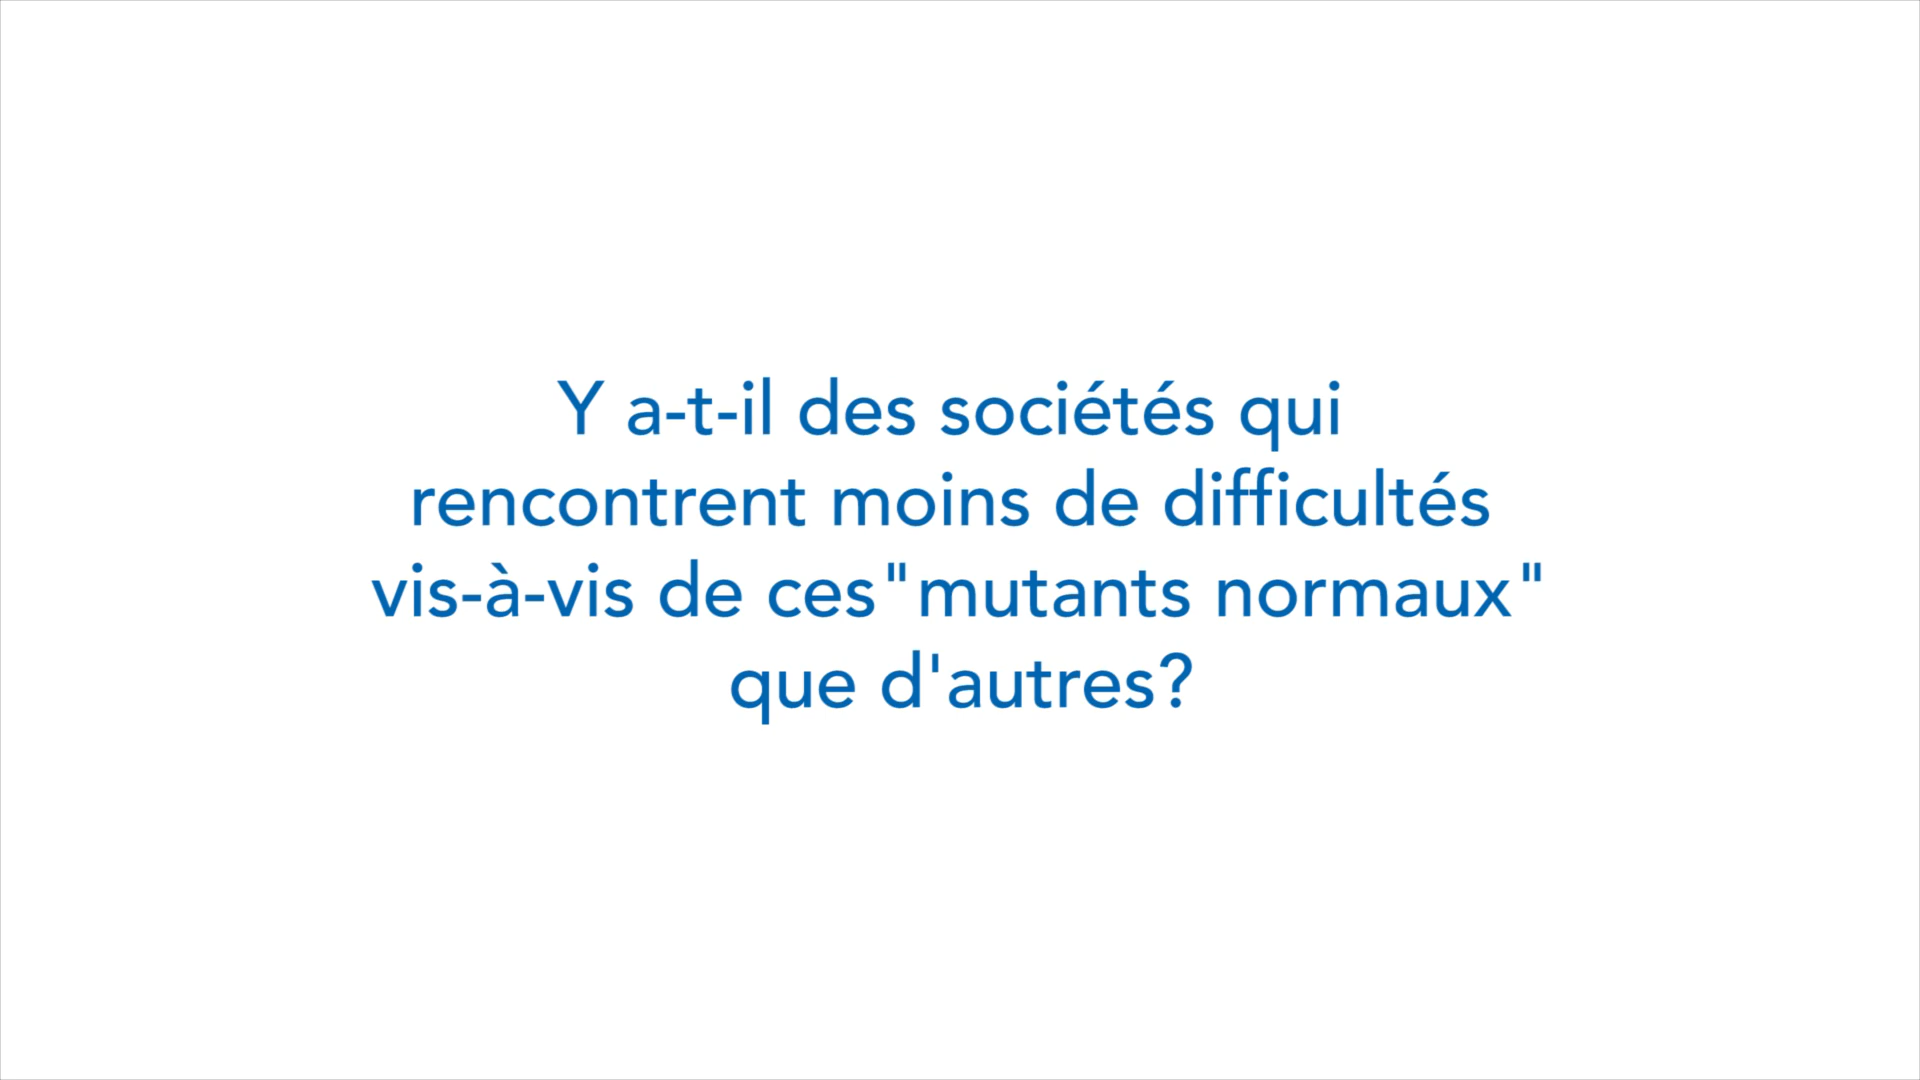 Y a-t-il des sociétés qui
rencontrent moins de difficultés
vis-à-vis de ces"mutants normaux"
que d'autres?